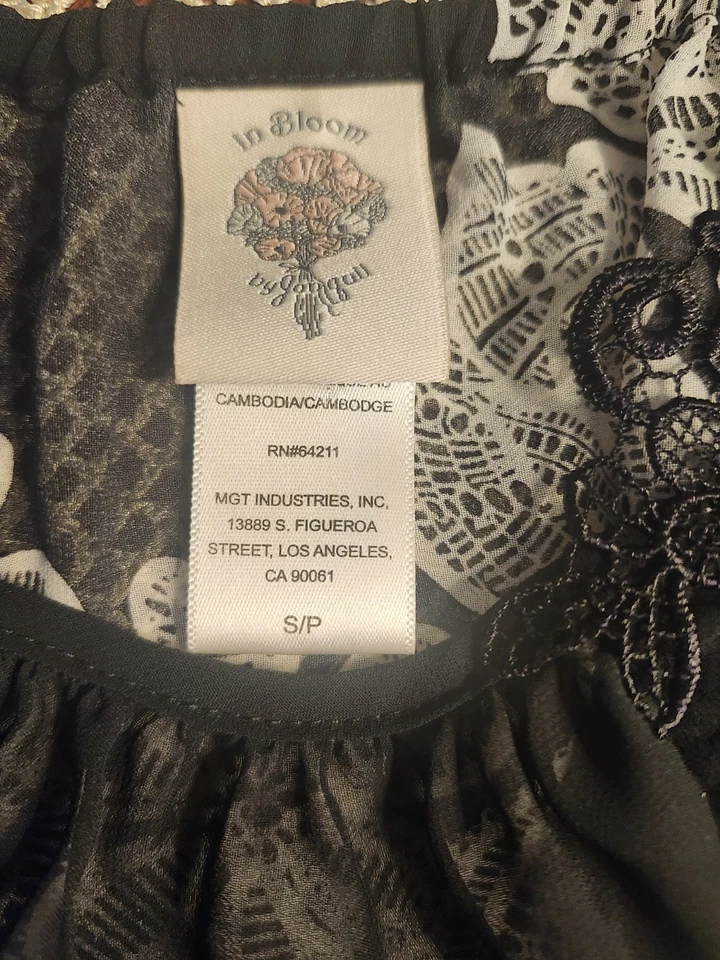 In Bloom
by Jonquil
CAMBODIA/CAMBODGE
RN#64211
MGT INDUSTRIES, INC,
13889 S. FIGUEROA
STREET, LOS ANGELES,
CA 90061
S/P